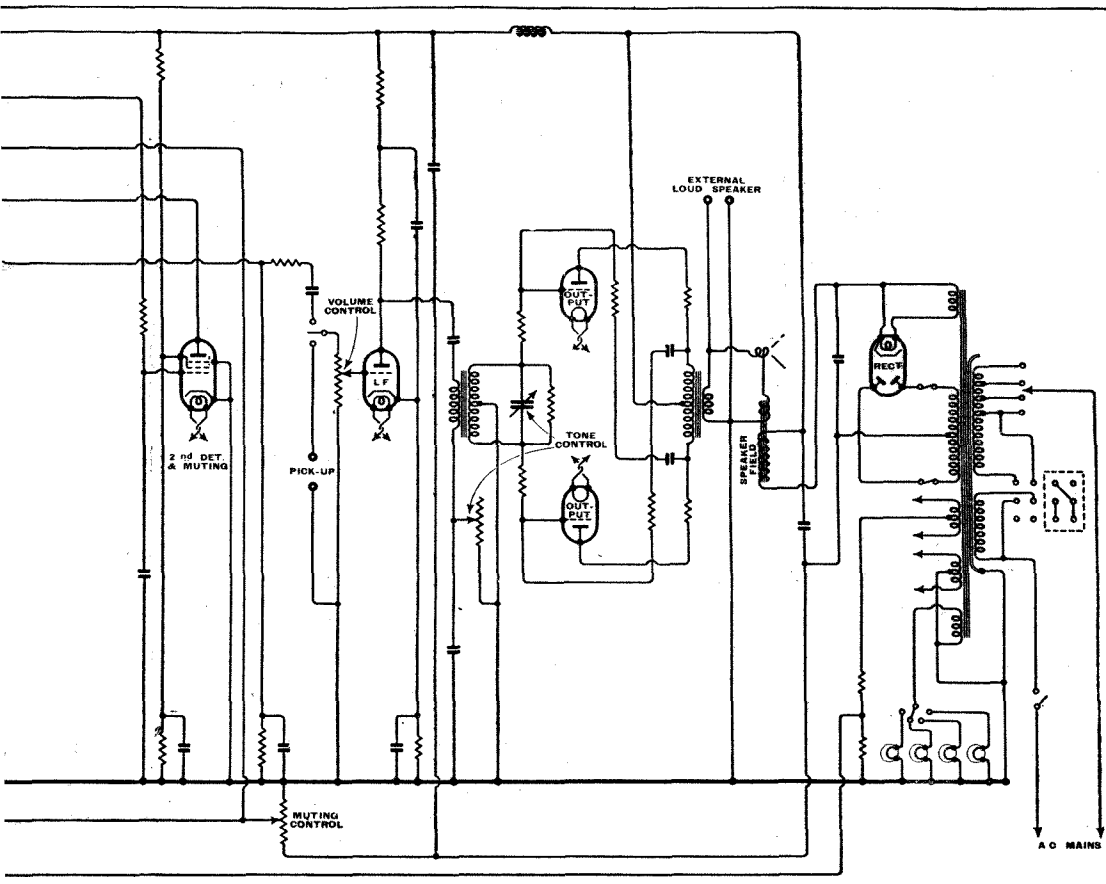 EXTERNAL
LOUD SPEAKER
VOLUME
CONTROL
OUT-
PUT
RECT.
L F
2nd DET.
& MUTING
PICK-UP
TONE
CONTROL
SPEAKER
FIELD
OUT-
PUT
MUTING
CONTROL
A C MAINS